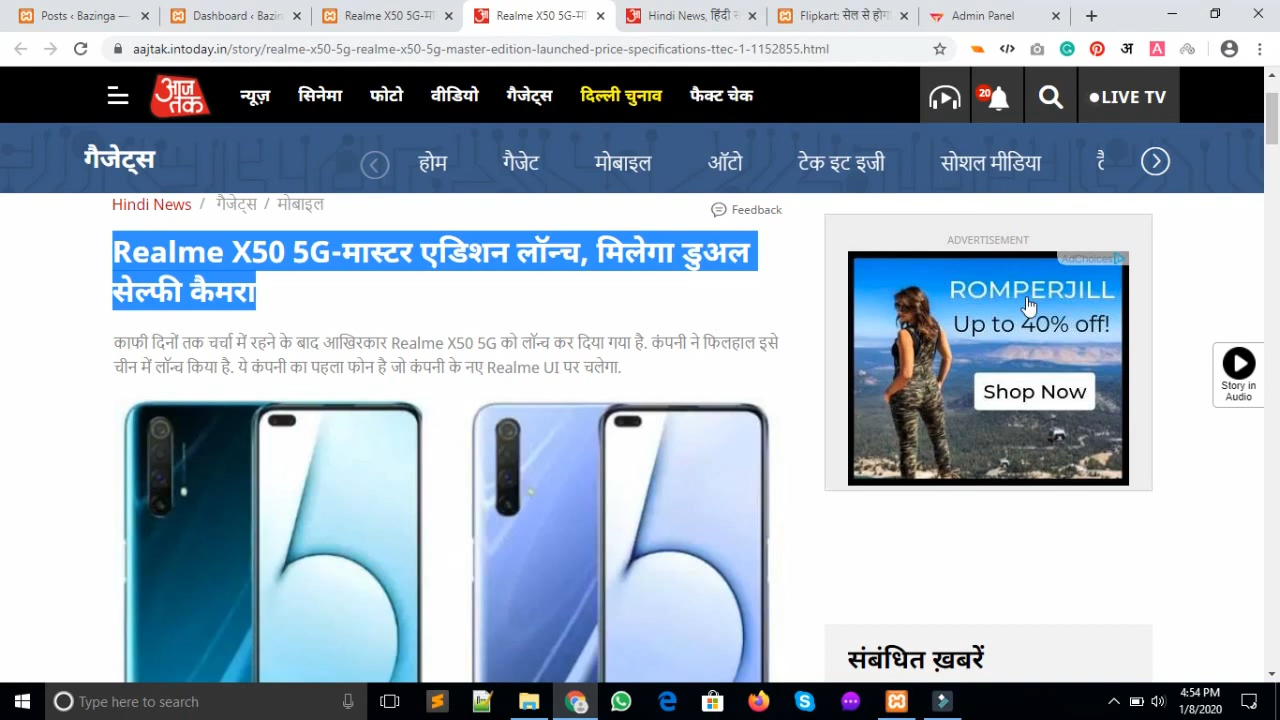 Posts ‹ Bazinga —
Dashboard ‹ Bazin
Realme X50 5G-मा
Realme X50 5G-मा
Hindi News, हिंदी
Flipkart: सेल से होगा
Admin Panel
aajtak.intoday.in/story/realme-x50-5g-realme-x50-5g-master-edition-launched-price-specifications-ttec-1-1152855.html
आज
तक
न्यूज़ सिनेमा फोटो वीडियो गैजेट्स दिल्ली चुनाव फैक्ट चेक
20
LIVE TV
गैजेट्स
होम गैजेट मोबाइल ऑटो टेक इट इजी सोशल मीडिया
Hindi News / गैजेट्स / मोबाइल
Feedback
Realme X50 5G-मास्टर एडिशन लॉन्च, मिलेगा डुअल
सेल्फी कैमरा
काफी दिनों तक चर्चा में रहने के बाद आखिरकार Realme X50 5G को लॉन्च कर दिया गया है. कंपनी ने फिलहाल इसे
चीन में लॉन्च किया है. ये कंपनी का पहला फोन है जो कंपनी के नए Realme UI पर चलेगा.
ADVERTISEMENT
AdChoices
ROMPERJILL
Up to 40% off!
Shop Now
Story in
Audio
संबंधित ख़बरें
Type here to search
4:54 PM
1/8/2020